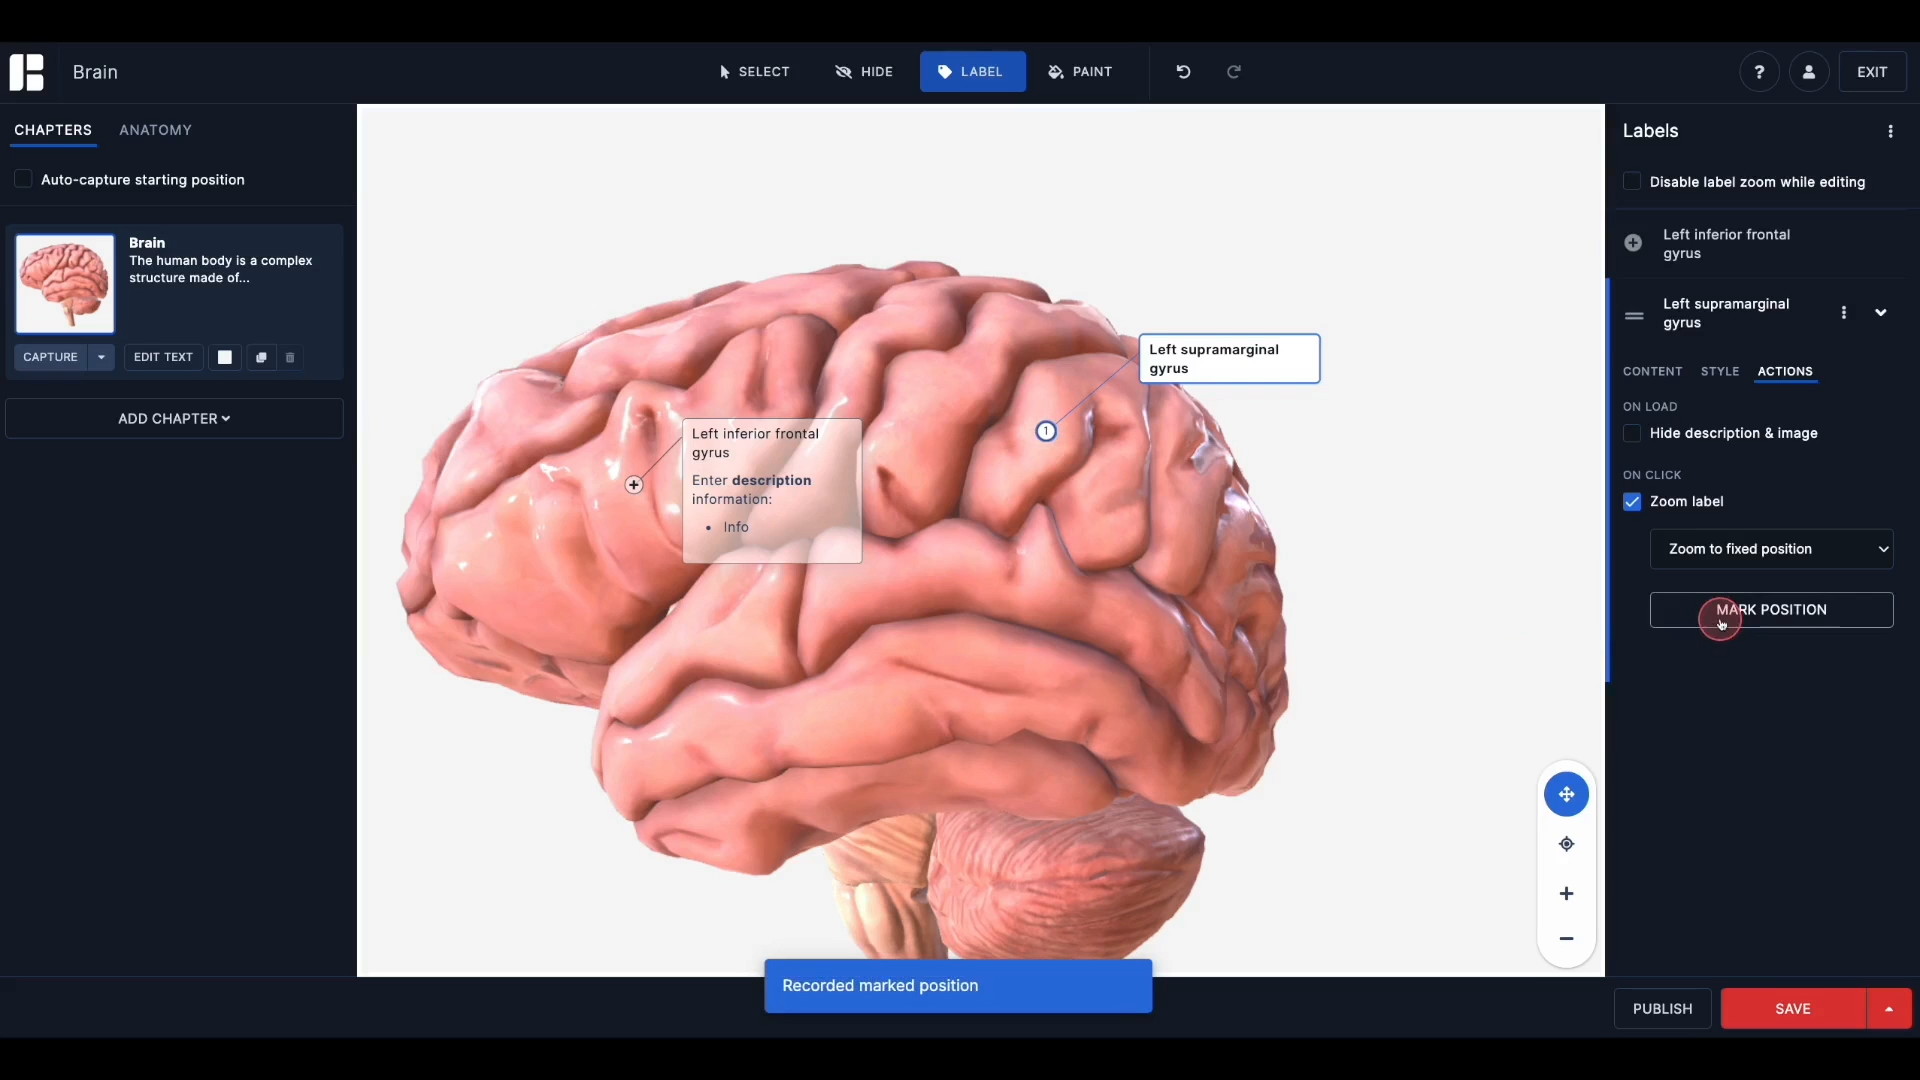 Brain
SELECT
HIDE
LABEL
PAINT
?
EXIT
CHAPTERS
ANATOMY
Auto-capture starting position
Brain
The human body is a complex
structure made of...
CAPTURE
EDIT TEXT
ADD CHAPTER
Left supramarginal
gyrus
1
Left inferior frontal
gyrus
Enter description
information:
• Info
Recorded marked position
Labels
Disable label zoom while editing
Left inferior frontal
gyrus
Left supramarginal
gyrus
CONTENT
STYLE
ACTIONS
ON LOAD
Hide description & image
ON CLICK
Zoom label
Zoom to fixed position
MARK POSITION
PUBLISH
SAVE